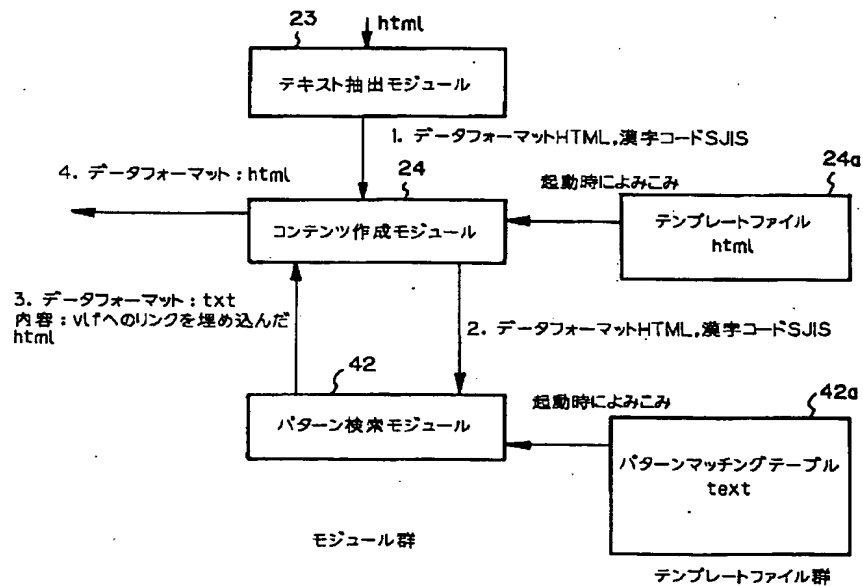 html
23
テキスト抽出モジュール
1. データフォーマットHTML,漢字コードSJIS
4. データフォーマット:html
24
起動時によみこみ
24a
コンテンツ作成モジュール
テンプレートファイル
html
3. データフォーマット:txt
内容:vlfへのリンクを埋め込んだ
html
2. データフォーマットHTML,漢字コードSJIS
42
起動時によみこみ
42a
パターン検索モジュール
パターンマッチングテーブル
text
モジュール群
テンプレートファイル群